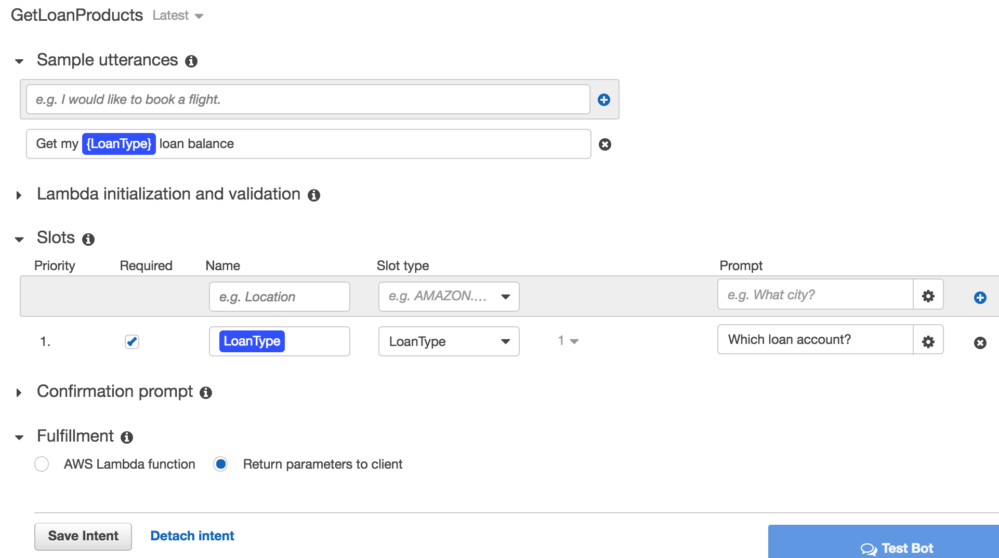 GetLoanProducts Latest
Sample utterances
e.g. I would like to book a flight.
Get my {LoanType} loan balance
Lambda initialization and validation
Slots
Priority Required Name Slot type Prompt
e.g. Location e.g. AMAZON.... e.g. What city?
1. LoanType LoanType 1 Which loan account?
Confirmation prompt
Fulfillment
AWS Lambda function Return parameters to client
Save Intent Detach intent
Test Bot